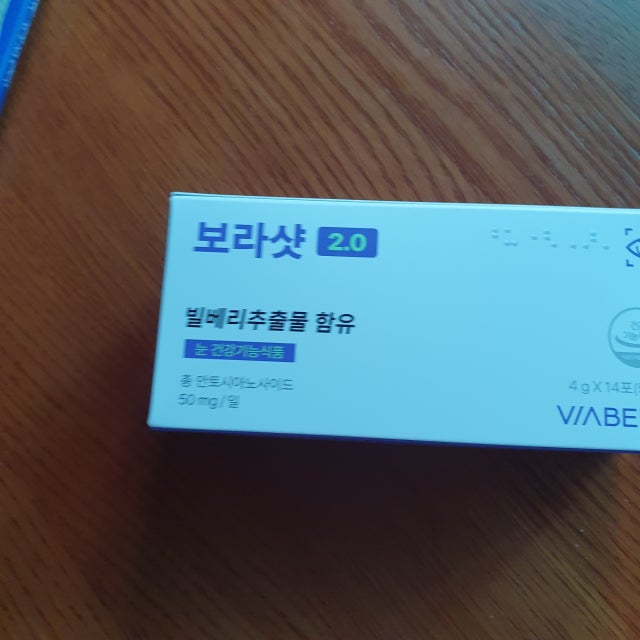 보라샷 2.0
빌베리추출물 함유
눈 건강기능식품
총 안토시아노사이드
50 mg / 일
4 g X 14포
VIABE